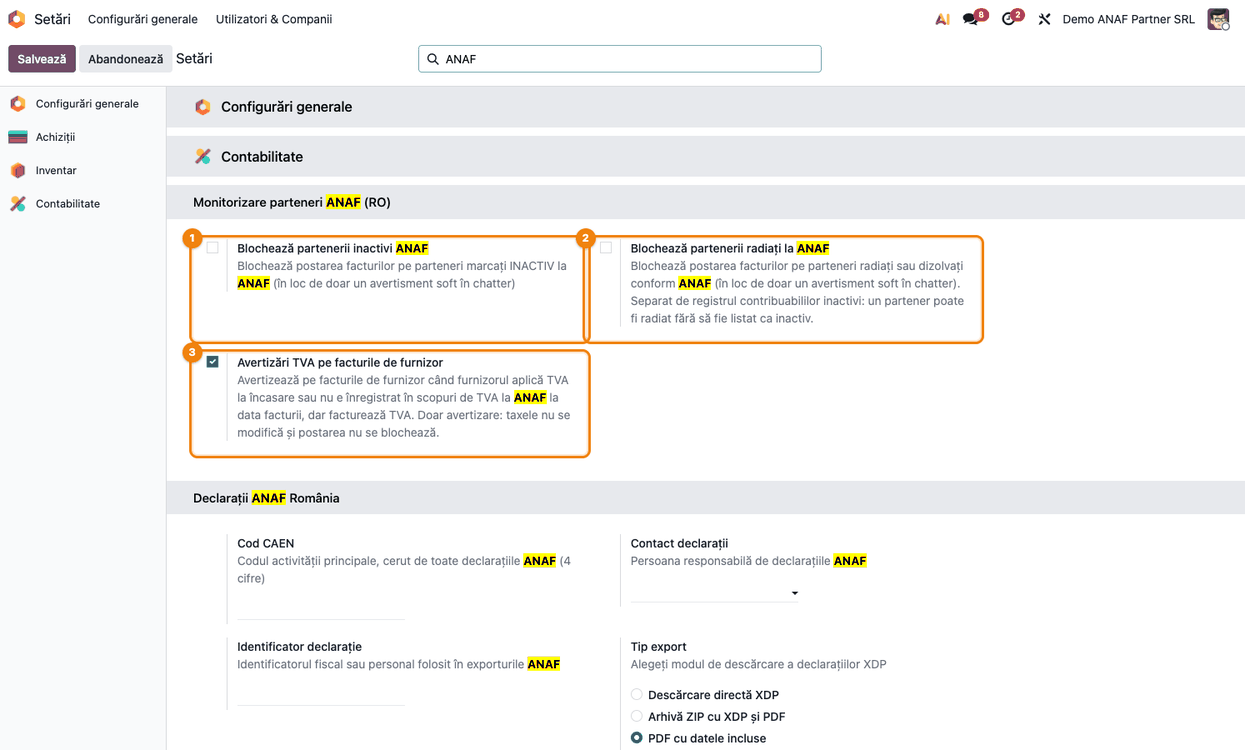 Setări Configurări generale Utilizatori & Companii AI 8 2 Demo ANAF Partner SRL
Salvează Abandonează Setări ANAF
Configurări generale
Achiziții
Inventar
Contabilitate
Configurări generale
Contabilitate
Monitorizare parteneri ANAF (RO)
1
Blochează partenerii inactivi ANAF
Blochează postarea facturilor pe parteneri marcați INACTIV la
ANAF (în loc de doar un avertisment soft în chatter)
2
Blochează partenerii radiați la ANAF
Blochează postarea facturilor pe parteneri radiați sau dizolvați
conform ANAF (în loc de doar un avertisment soft în chatter).
Separat de registrul contribuabililor inactivi: un partener poate
fi radiat fără să fie listat ca inactiv.
3
Avertizări TVA pe facturile de furnizor
Avertizează pe facturile de furnizor când furnizorul aplică TVA
la încasare sau nu e înregistrat în scopuri de TVA la ANAF la
data facturii, dar facturează TVA. Doar avertizare: taxele nu se
modifică și postarea nu se blochează.
Declarații ANAF România
Cod CAEN
Codul activității principale, cerut de toate declarațiile ANAF (4
cifre)
Contact declarații
Persoana responsabilă de declarațiile ANAF
Identificator declarație
Identificatorul fiscal sau personal folosit în exporturile ANAF
Tip export
Alegeți modul de descărcare a declarațiilor XDP
Descărcare directă XDP
Arhivă ZIP cu XDP și PDF
PDF cu datele incluse